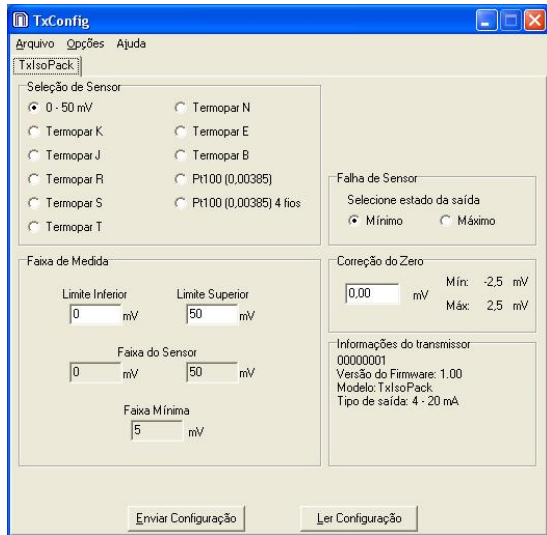 TxConfig
Arquivo Opções Ajuda
TxIsoPack
Seleção de Sensor
0 - 50 mV
Termopar K
Termopar J
Termopar R
Termopar S
Termopar T
Termopar N
Termopar E
Termopar B
Pt100 (0,00385)
Pt100 (0,00385) 4 fios
Falha de Sensor
Selecione estado da saída
Mínimo Máximo
Faixa de Medida
Limite Inferior Limite Superior
0 mV 50 mV
Faixa do Sensor
0 mV 50 mV
Faixa Mínima
5 mV
Correção do Zero
0,00 mV
Mín: -2,5 mV
Máx: 2,5 mV
Informações do transmissor
00000001
Versão do Firmware: 1.00
Modelo: TxIsoPack
Tipo de saída: 4 - 20 mA
Enviar Configuração Ler Configuração